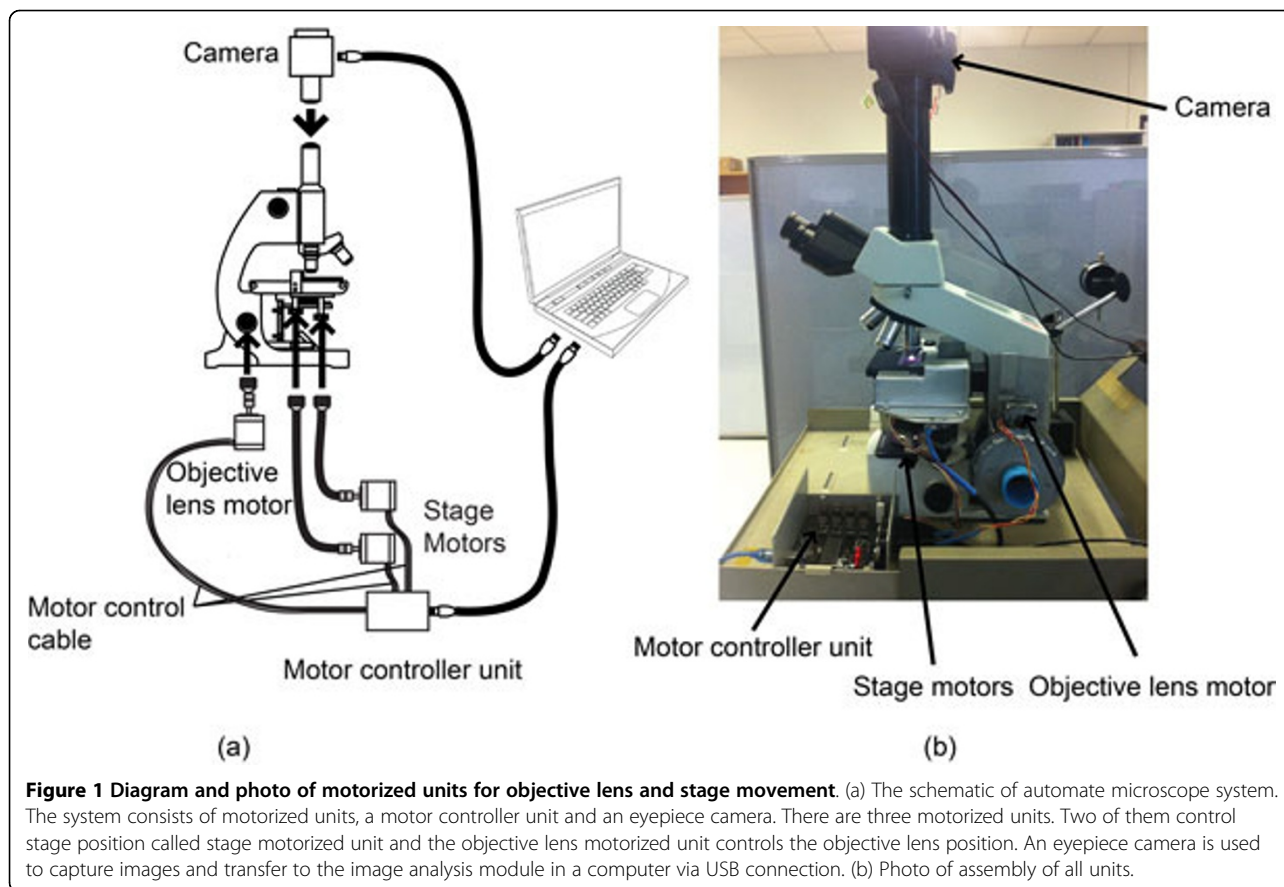 Camera
Objective
lens motor
Stage
Motors
Motor control
cable
Motor controller unit
(a)
Camera
Motor controller unit
Stage motors Objective lens motor
(b)
Figure 1 Diagram and photo of motorized units for objective lens and stage movement. (a) The schematic of automate microscope system.
The system consists of motorized units, a motor controller unit and an eyepiece camera. There are three motorized units. Two of them control
stage position called stage motorized unit and the objective lens motorized unit controls the objective lens position. An eyepiece camera is used
to capture images and transfer to the image analysis module in a computer via USB connection. (b) Photo of assembly of all units.